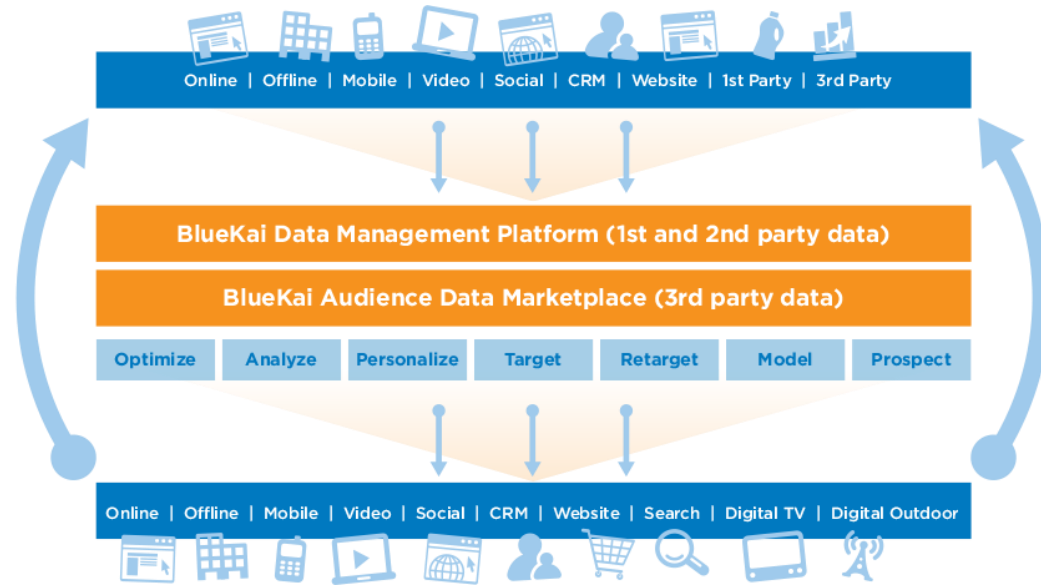 Online | Offline | Mobile | Video | Social | CRM | Website | 1st Party | 3rd Party
BlueKai Data Management Platform (1st and 2nd party data)
BlueKai Audience Data Marketplace (3rd party data)
Optimize Analyze Personalize Target Retarget Model Prospect
Online | Offline | Mobile | Video | Social | CRM | Website | Search | Digital TV | Digital Outdoor